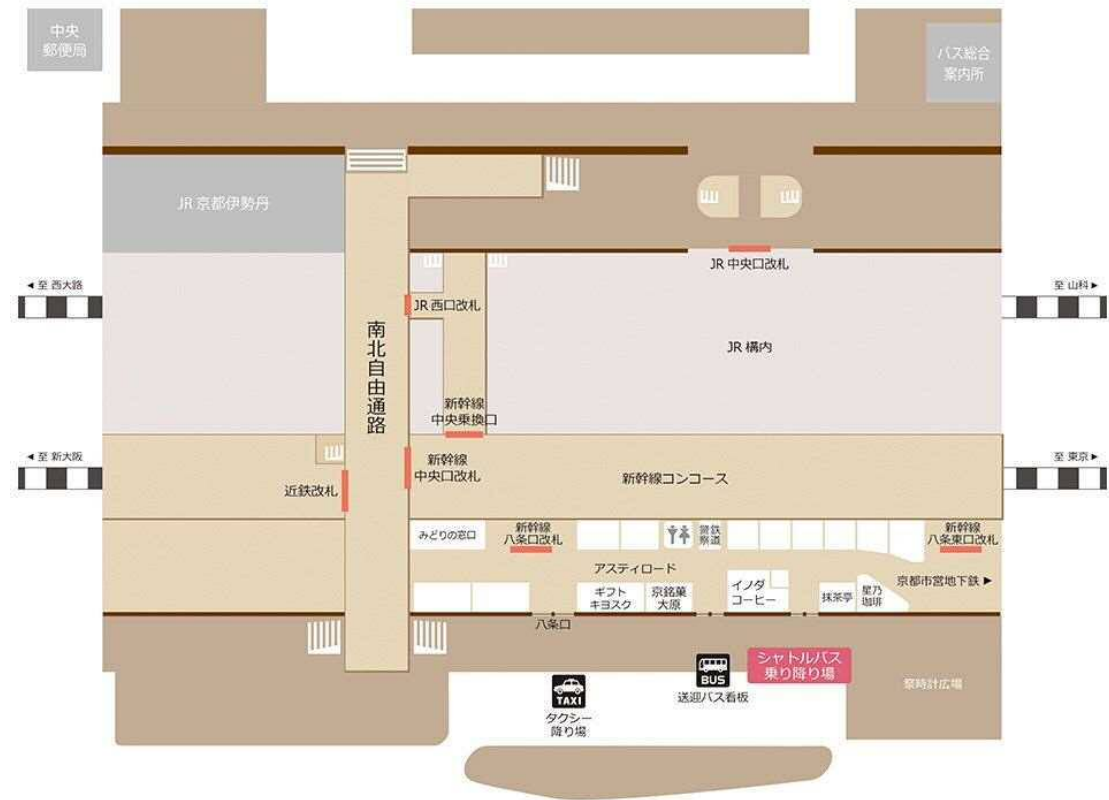 中央
郵便局
バス総合
案内所
JR 京都伊勢丹
JR 中央口改札
◀ 至 西大路
至 山科 ▶
JR 西口改札
南北自由通路
JR 構内
新幹線
中央乗換口
◀ 至 新大阪
至 東京 ▶
新幹線
中央口改札
近鉄改札
新幹線コンコース
みどりの窓口
新幹線
八条口改札
鉄道
警察
新幹線
八条東口改札
アスティロード
京都市営地下鉄 ▶
ギフト
キヨスク
京銘菓
大原
イノダ
コーヒー
抹茶亭
星乃
珈琲
八条口
シャトルバス
乗り降り場
BUS
送迎バス看板
TAXI
タクシー
降り場
祭時計広場